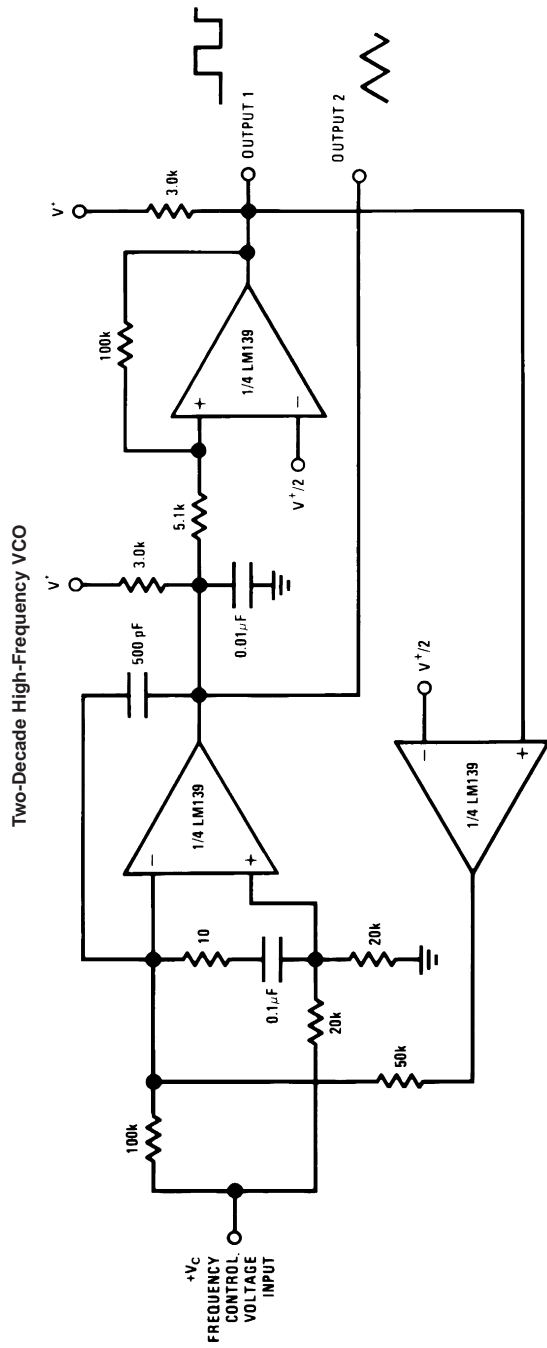 Two-Decade High-Frequency VCO
V+
V+
100k
3.0k
500 pF
3.0k
5.1k
+
1/4 LM139
−
OUTPUT 1
V+/2
0.01μF
−
1/4 LM139
+
OUTPUT 2
100k
10
0.1μF
20k
20k
+VC
FREQUENCY
CONTROL.
VOLTAGE
INPUT
50k
V+/2
−
1/4 LM139
+